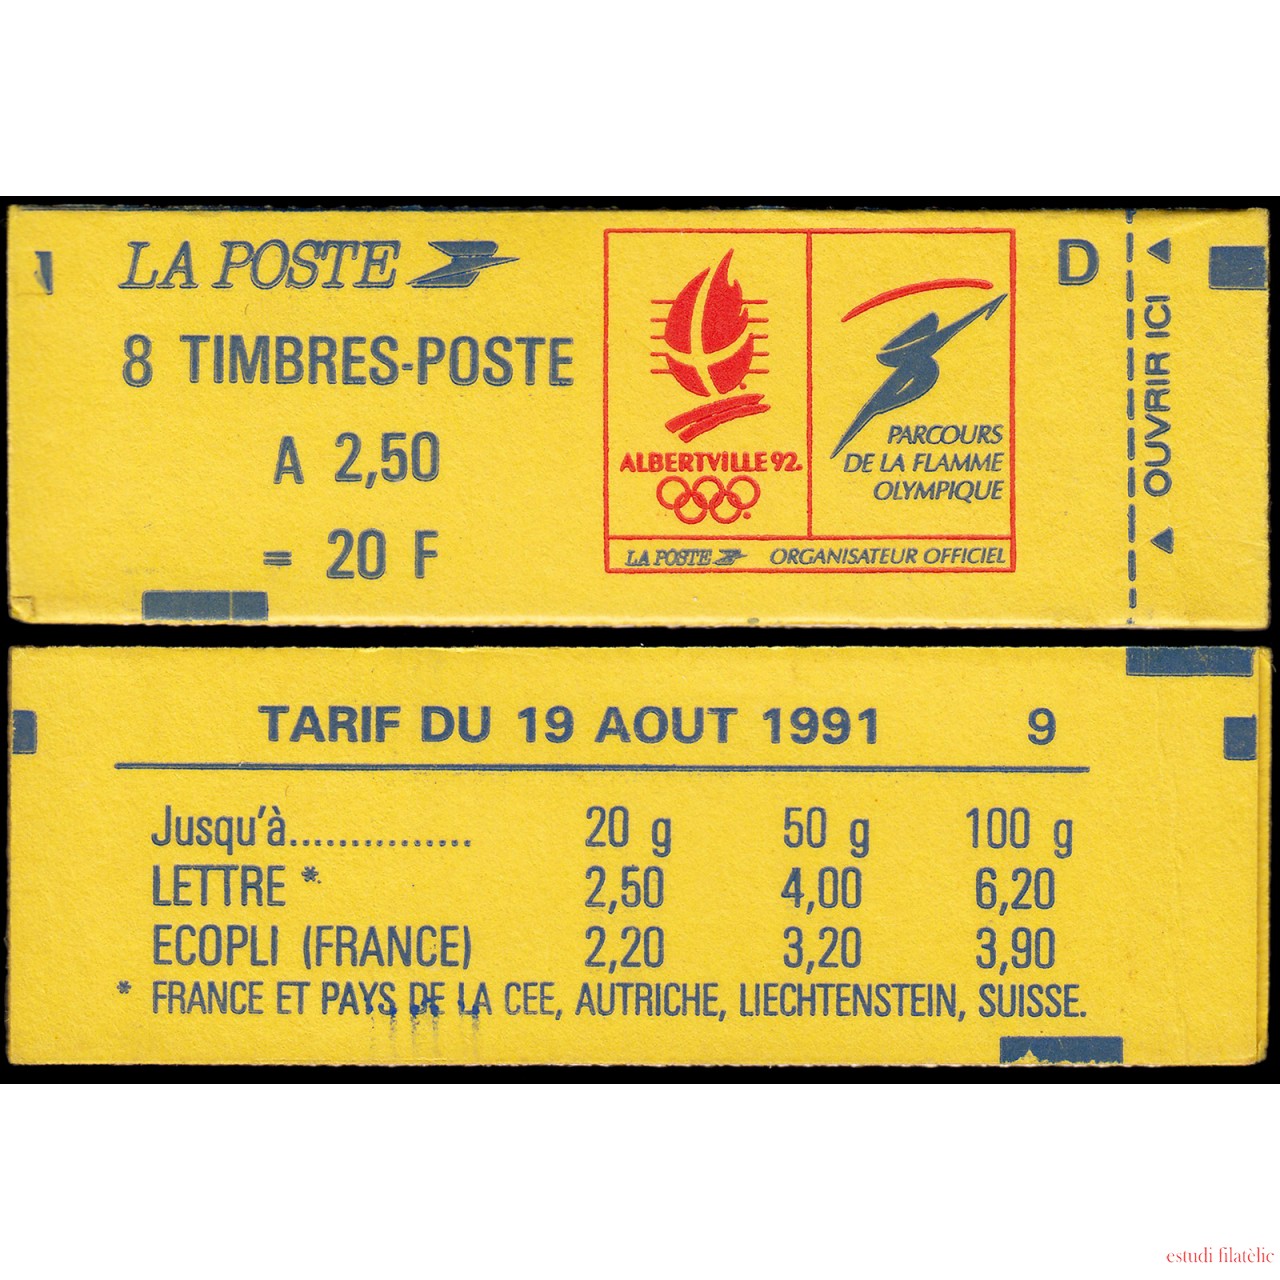 LA POSTE
8 TIMBRES-POSTE
A 2,50
= 20 F
ALBERTVILLE 92
PARCOURS
DE LA FLAMME
OLYMPIQUE
LA POSTE ORGANISATEUR OFFICIEL
D
OUVRIR ICI
TARIF DU 19 AOUT 1991 9
Jusqu'à............... 20 g 50 g 100 g
LETTRE * 2,50 4,00 6,20
ECOPLI (FRANCE) 2,20 3,20 3,90
* FRANCE ET PAYS DE LA CEE, AUTRICHE, LIECHTENSTEIN, SUISSE.
estudi filatèlic